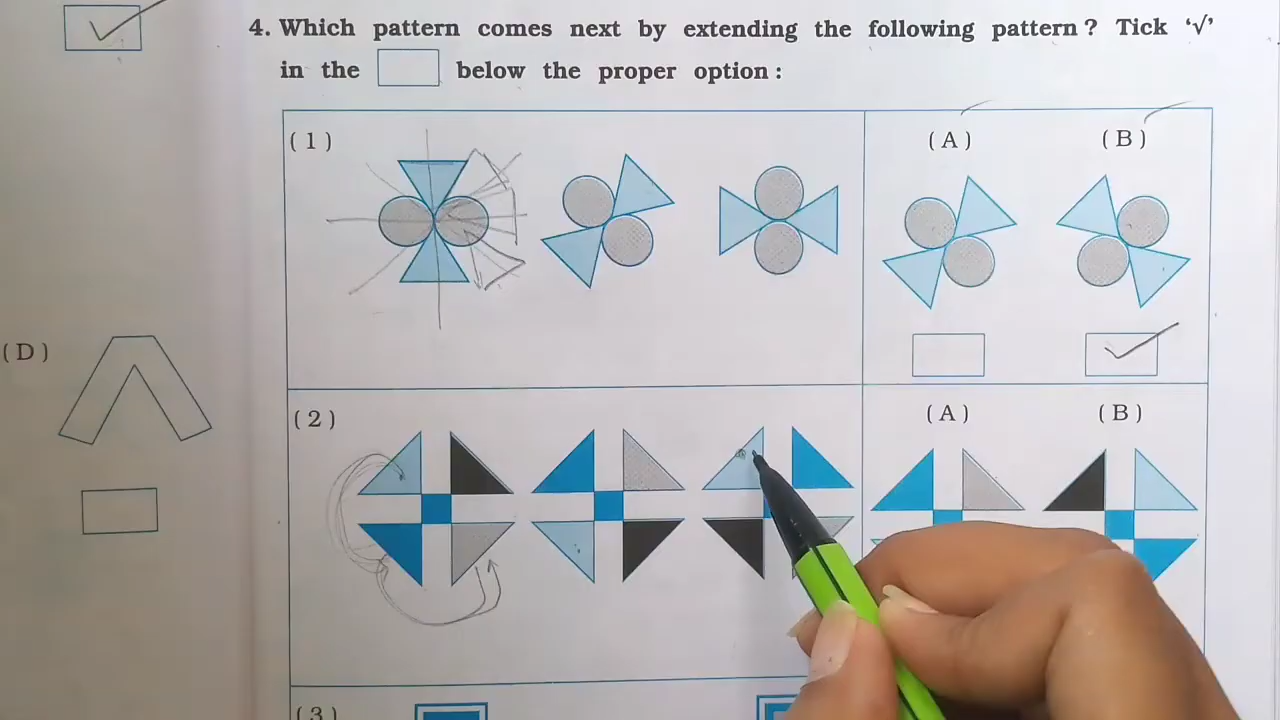 4. Which pattern comes next by extending the following pattern ? Tick ‘√’
in the below the proper option :
(1)
(A)
(B)
(D)
(2)
(A)
(B)
(3)